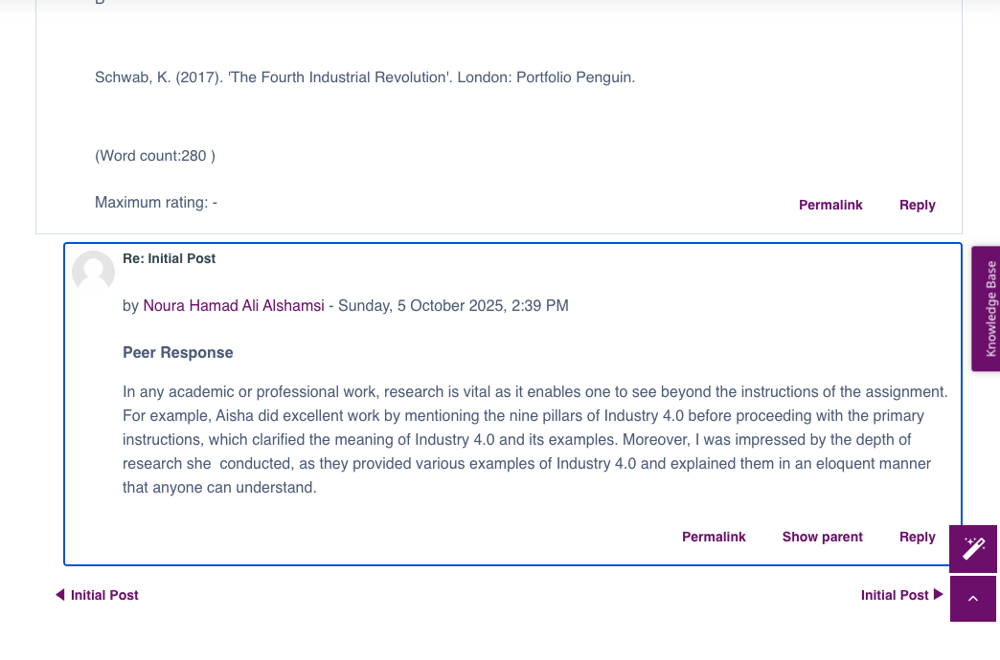 Schwab, K. (2017). 'The Fourth Industrial Revolution'. London: Portfolio Penguin.
(Word count:280 )
Maximum rating: -
Permalink Reply
Re: Initial Post
by Noura Hamad Ali Alshamsi - Sunday, 5 October 2025, 2:39 PM
Peer Response
In any academic or professional work, research is vital as it enables one to see beyond the instructions of the assignment.
For example, Aisha did excellent work by mentioning the nine pillars of Industry 4.0 before proceeding with the primary
instructions, which clarified the meaning of Industry 4.0 and its examples. Moreover, I was impressed by the depth of
research she  conducted, as they provided various examples of Industry 4.0 and explained them in an eloquent manner
that anyone can understand.
Permalink Show parent Reply
Initial Post
Initial Post
Knowledge Base